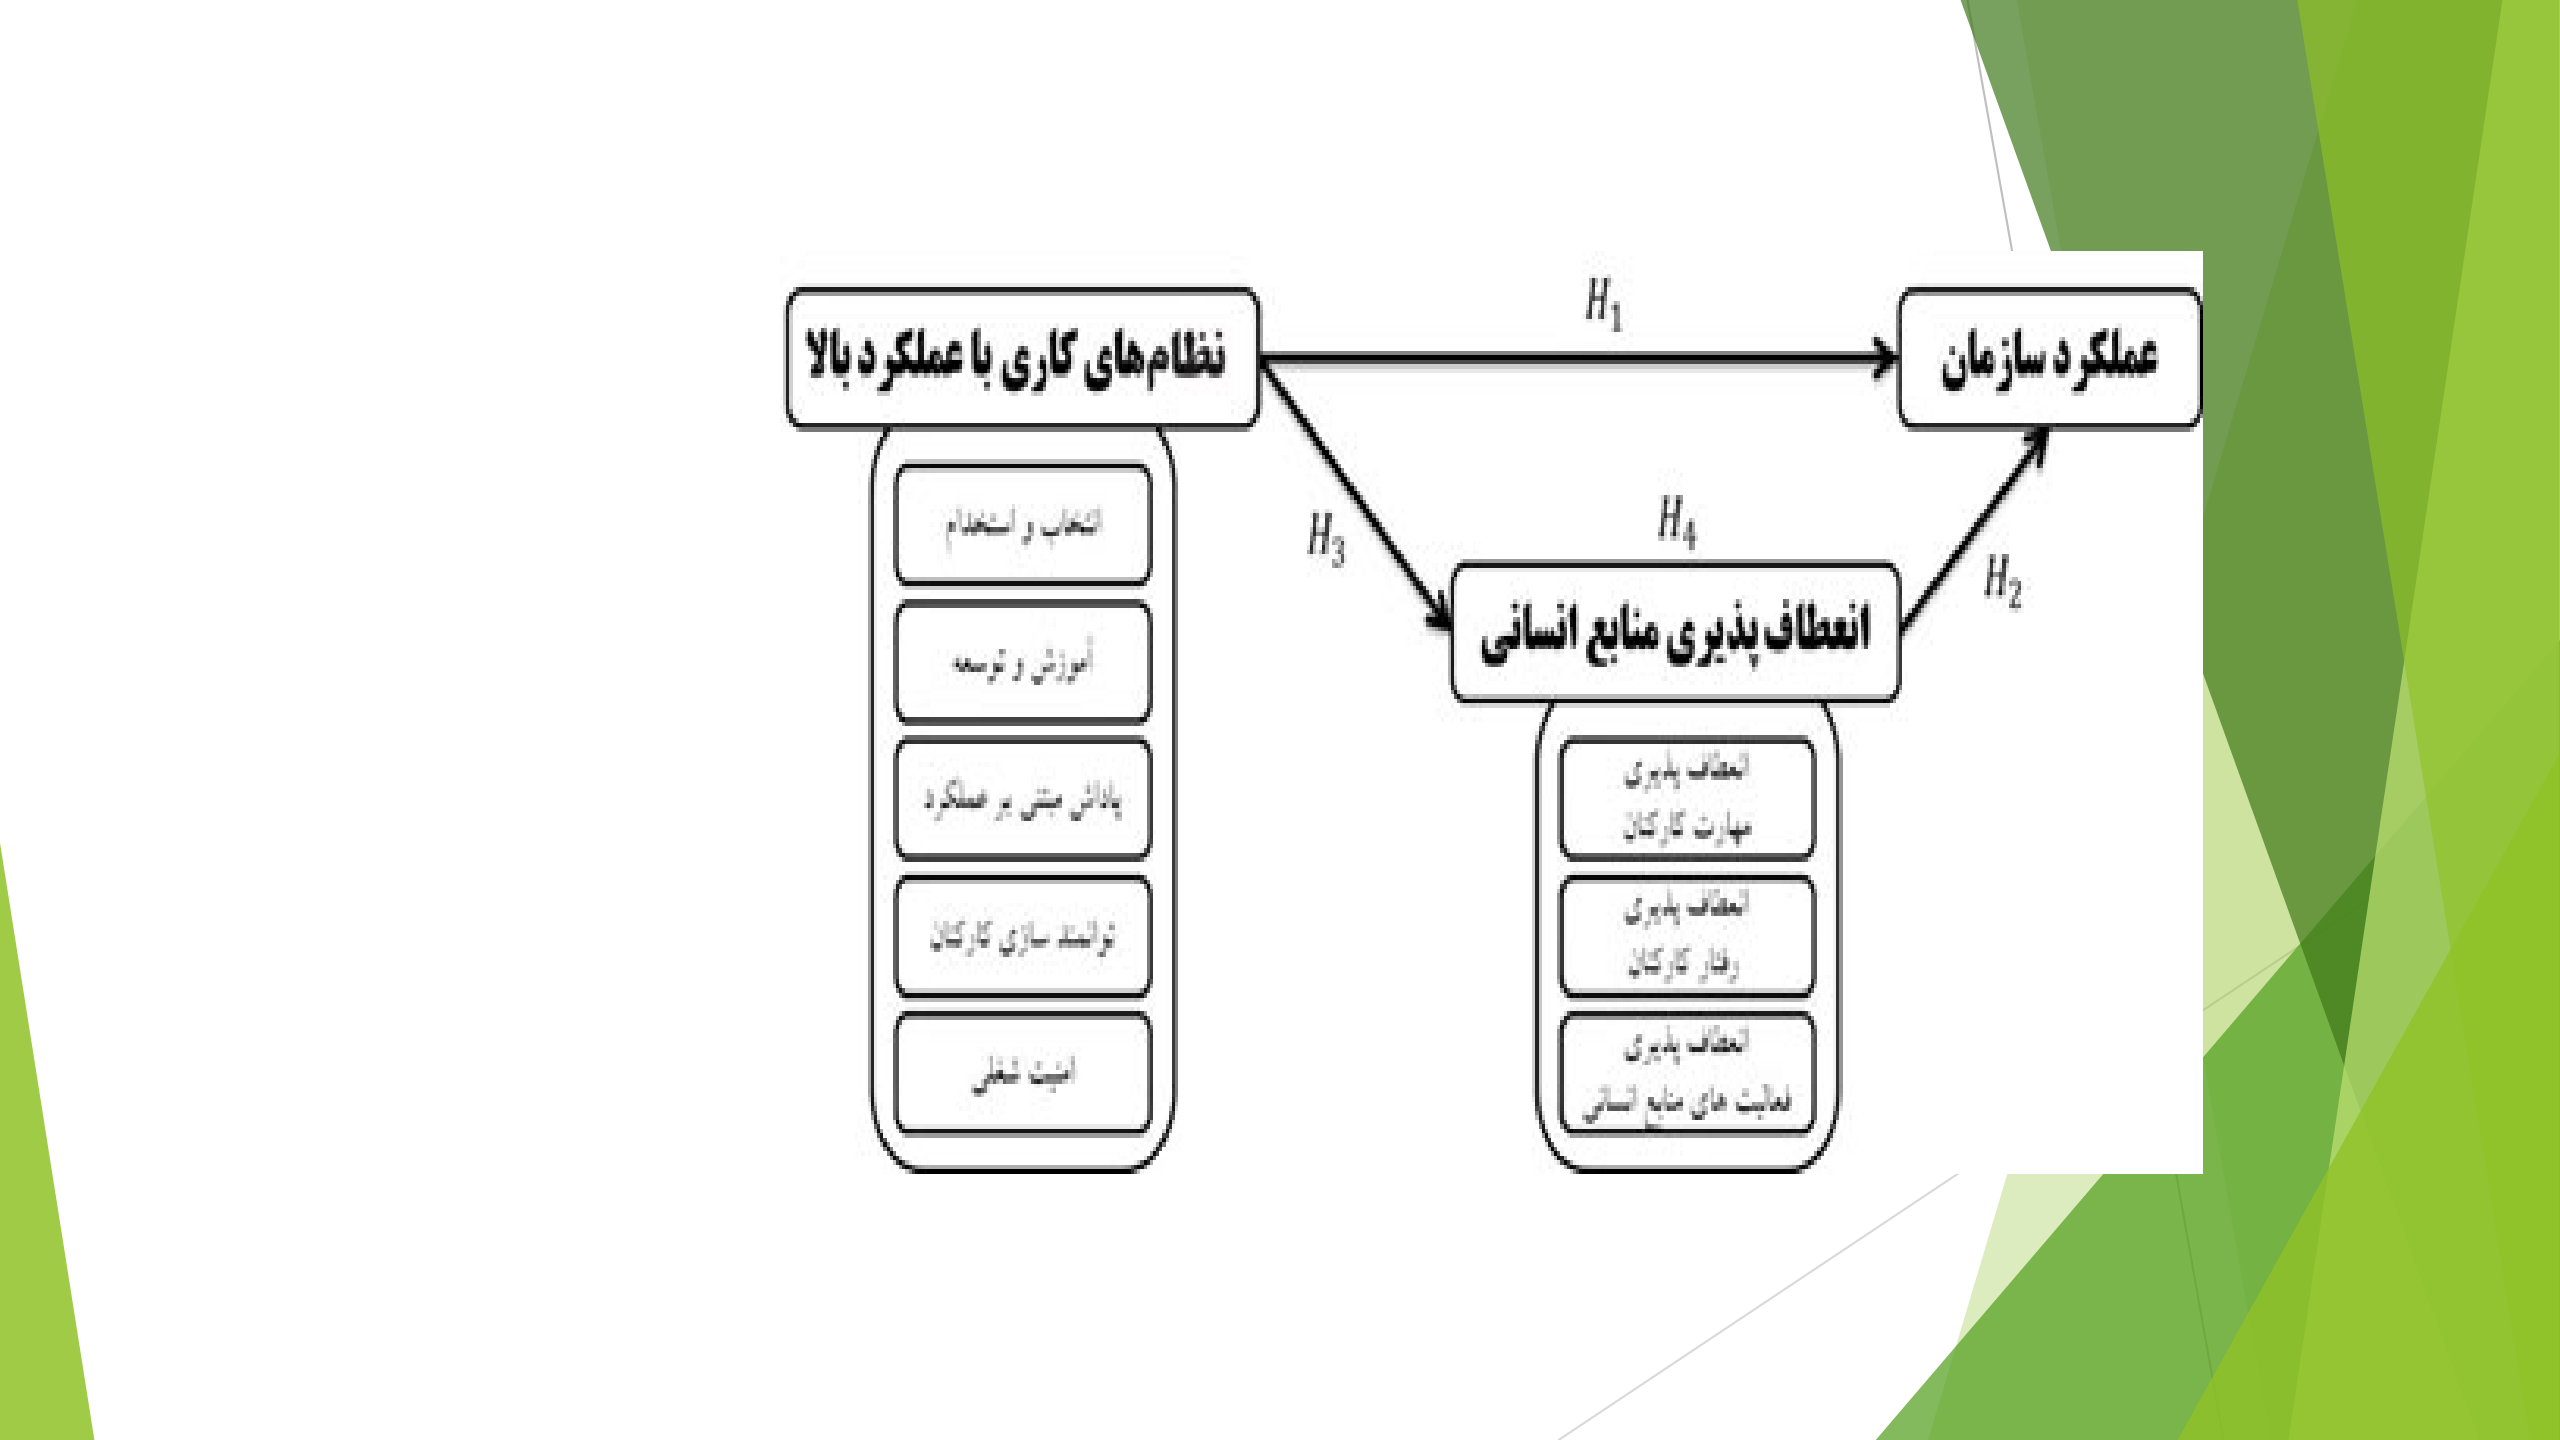 نظام‌های کاری با عملکرد بالا
H1
عملکرد سازمان
انتخاب و استخدام
آموزش و توسعه
پاداش مبتنی بر عملکرد
توانمند سازی کارکنان
امنیت شغلی
H3
H4
H2
انعطاف پذیری منابع انسانی
انعطاف پذیری
مهارت کارکنان
انعطاف پذیری
رفتار کارکنان
انعطاف پذیری
فعالیت های منابع انسانی